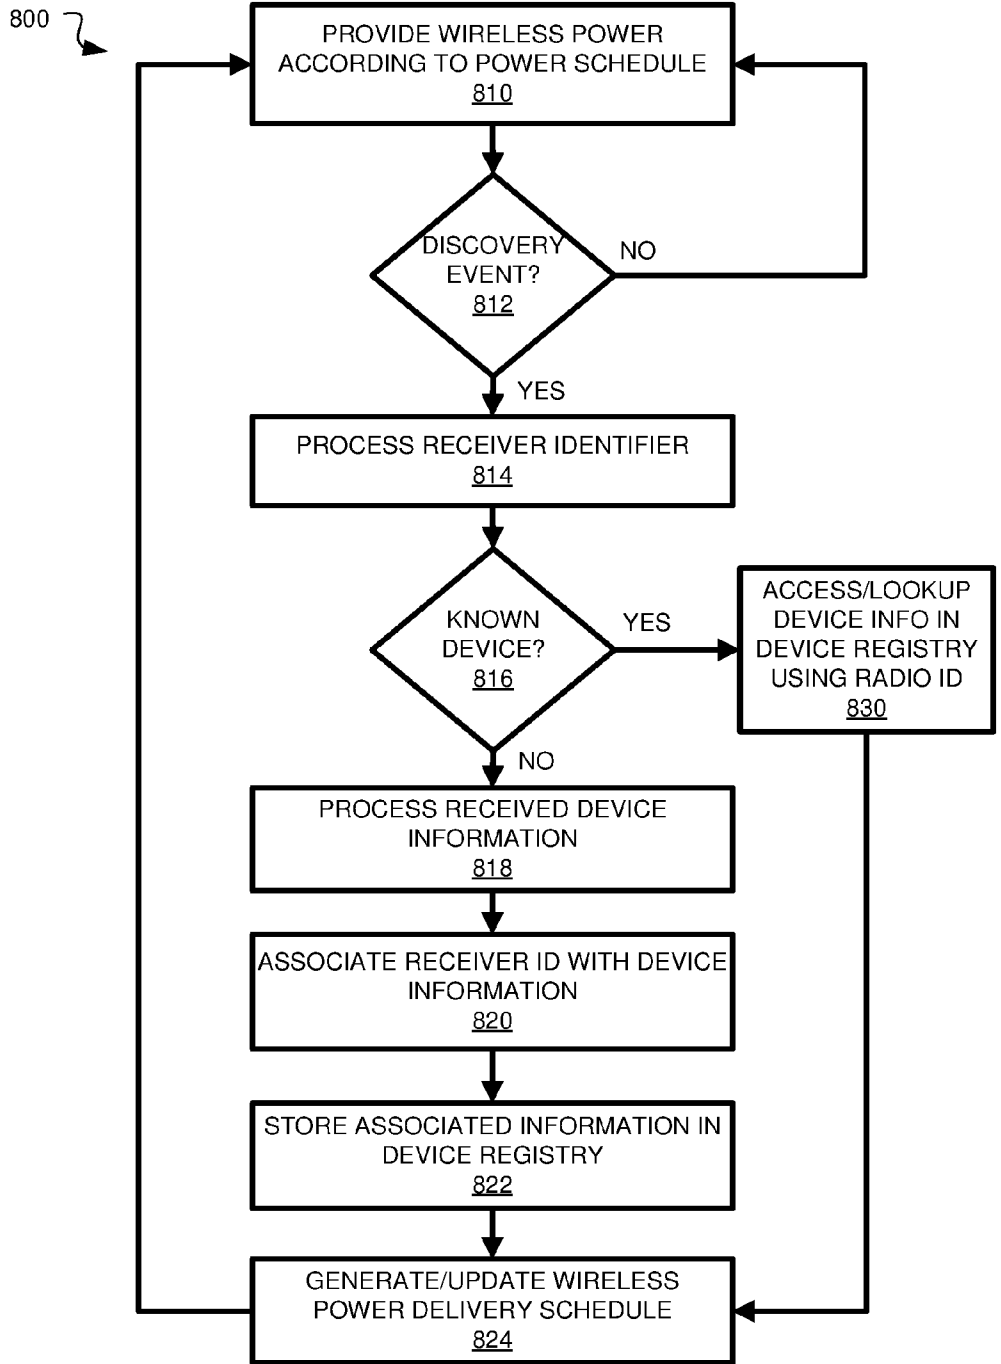 800
PROVIDE WIRELESS POWER
ACCORDING TO POWER SCHEDULE
810
DISCOVERY
EVENT?
812
NO
YES
PROCESS RECEIVER IDENTIFIER
814
KNOWN
DEVICE?
816
YES
ACCESS/LOOKUP
DEVICE INFO IN
DEVICE REGISTRY
USING RADIO ID
830
NO
PROCESS RECEIVED DEVICE
INFORMATION
818
ASSOCIATE RECEIVER ID WITH DEVICE
INFORMATION
820
STORE ASSOCIATED INFORMATION IN
DEVICE REGISTRY
822
GENERATE/UPDATE WIRELESS
POWER DELIVERY SCHEDULE
824